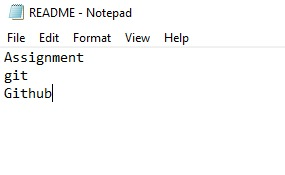 README - Notepad
File Edit Format View Help
Assignment
git
Github